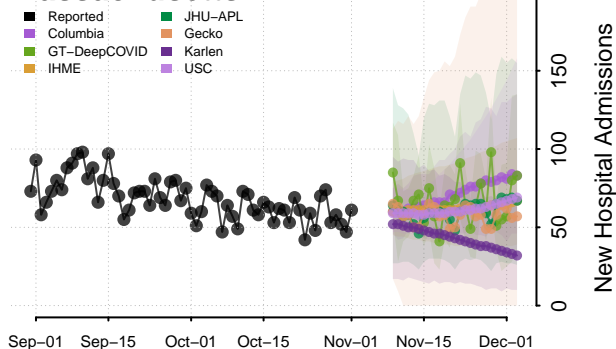 Reported
Columbia
GT−DeepCOVID
IHME
JHU−APL
Gecko
Karlen
USC
150
100
50
0
New Hospital Admissions
Sep−01 Sep−15 Oct−01 Oct−15 Nov−01 Nov−15 Dec−01